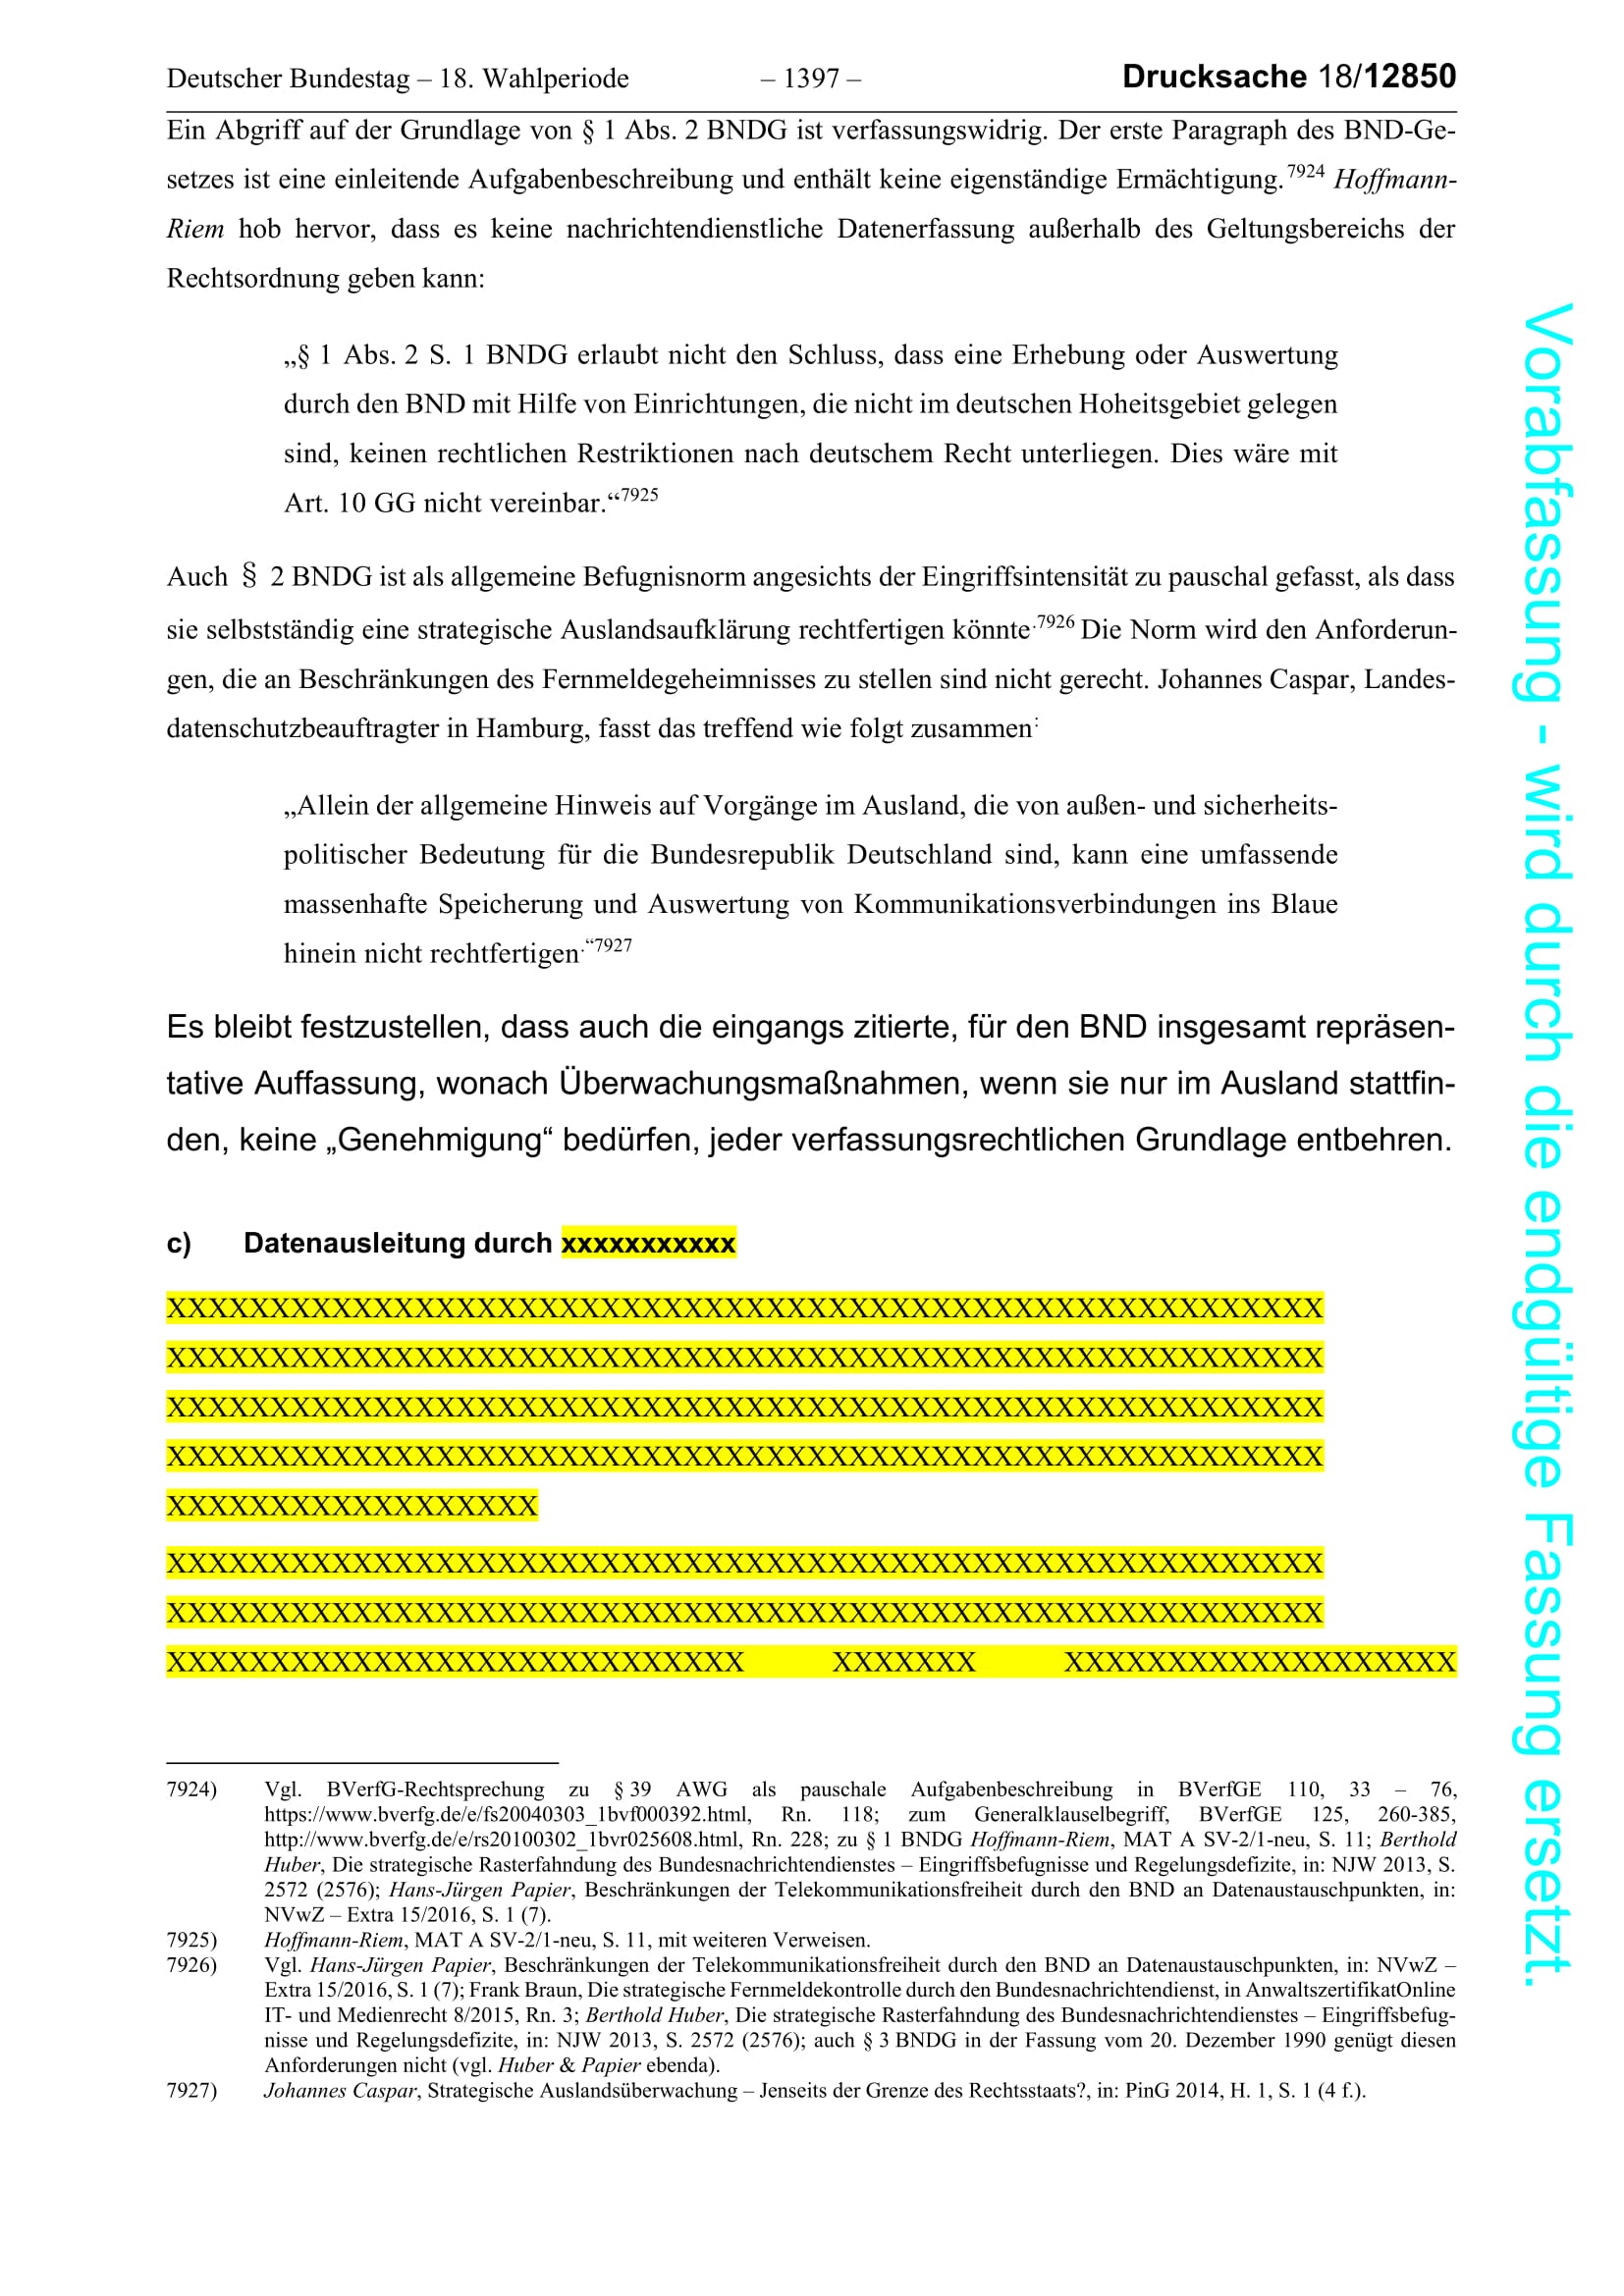 Deutscher Bundestag – 18. Wahlperiode – 1397 – Drucksache 18/12850
Ein Abgriff auf der Grundlage von § 1 Abs. 2 BNDG ist verfassungswidrig. Der erste Paragraph des BND-Ge-
setzes ist eine einleitende Aufgabenbeschreibung und enthält keine eigenständige Ermächtigung.7924 Hoffmann-
Riem hob hervor, dass es keine nachrichtendienstliche Datenerfassung außerhalb des Geltungsbereichs der
Rechtsordnung geben kann:
„§ 1 Abs. 2 S. 1 BNDG erlaubt nicht den Schluss, dass eine Erhebung oder Auswertung
durch den BND mit Hilfe von Einrichtungen, die nicht im deutschen Hoheitsgebiet gelegen
sind, keinen rechtlichen Restriktionen nach deutschem Recht unterliegen. Dies wäre mit
Art. 10 GG nicht vereinbar.“7925
Auch § 2 BNDG ist als allgemeine Befugnisnorm angesichts der Eingriffsintensität zu pauschal gefasst, als dass
sie selbstständig eine strategische Auslandsaufklärung rechtfertigen könnte.7926 Die Norm wird den Anforderun-
gen, die an Beschränkungen des Fernmeldegeheimnisses zu stellen sind nicht gerecht. Johannes Caspar, Landes-
datenschutzbeauftragter in Hamburg, fasst das treffend wie folgt zusammen:
„Allein der allgemeine Hinweis auf Vorgänge im Ausland, die von außen- und sicherheits-
politischer Bedeutung für die Bundesrepublik Deutschland sind, kann eine umfassende
massenhafte Speicherung und Auswertung von Kommunikationsverbindungen ins Blaue
hinein nicht rechtfertigen.“7927
Es bleibt festzustellen, dass auch die eingangs zitierte, für den BND insgesamt repräsen-
tative Auffassung, wonach Überwachungsmaßnahmen, wenn sie nur im Ausland stattfin-
den, keine „Genehmigung“ bedürfen, jeder verfassungsrechtlichen Grundlage entbehren.
c) Datenausleitung durch xxxxxxxxxxx
XXXXXXXXXXXXXXXXXXXXXXXXXXXXXXXXXXXXXXXXXXXXXXXXXXXXXXXX
XXXXXXXXXXXXXXXXXXXXXXXXXXXXXXXXXXXXXXXXXXXXXXXXXXXXXXXX
XXXXXXXXXXXXXXXXXXXXXXXXXXXXXXXXXXXXXXXXXXXXXXXXXXXXXXXX
XXXXXXXXXXXXXXXXXXXXXXXXXXXXXXXXXXXXXXXXXXXXXXXXXXXXXXXX
XXXXXXXXXXXXXXXXXX
XXXXXXXXXXXXXXXXXXXXXXXXXXXXXXXXXXXXXXXXXXXXXXXXXXXXXXXX
XXXXXXXXXXXXXXXXXXXXXXXXXXXXXXXXXXXXXXXXXXXXXXXXXXXXXXXX
XXXXXXXXXXXXXXXXXXXXXXXXXXXX XXXXXXX XXXXXXXXXXXXXXXXXXX
7924) Vgl. BVerfG-Rechtsprechung zu § 39 AWG als pauschale Aufgabenbeschreibung in BVerfGE 110, 33 – 76,
https://www.bverfg.de/e/fs20040303_1bvf000392.html, Rn. 118; zum Generalklauselbegriff, BVerfGE 125, 260-385,
http://www.bverfg.de/e/rs20100302_1bvr025608.html, Rn. 228; zu § 1 BNDG Hoffmann-Riem, MAT A SV-2/1-neu, S. 11; Berthold
Huber, Die strategische Rasterfahndung des Bundesnachrichtendienstes – Eingriffsbefugnisse und Regelungsdefizite, in: NJW 2013, S.
2572 (2576); Hans-Jürgen Papier, Beschränkungen der Telekommunikationsfreiheit durch den BND an Datenaustauschpunkten, in:
NVwZ – Extra 15/2016, S. 1 (7).
7925) Hoffmann-Riem, MAT A SV-2/1-neu, S. 11, mit weiteren Verweisen.
7926) Vgl. Hans-Jürgen Papier, Beschränkungen der Telekommunikationsfreiheit durch den BND an Datenaustauschpunkten, in: NVwZ –
Extra 15/2016, S. 1 (7); Frank Braun, Die strategische Fernmeldekontrolle durch den Bundesnachrichtendienst, in AnwaltszertifikatOnline
IT- und Medienrecht 8/2015, Rn. 3; Berthold Huber, Die strategische Rasterfahndung des Bundesnachrichtendienstes – Eingriffsbefug-
nisse und Regelungsdefizite, in: NJW 2013, S. 2572 (2576); auch § 3 BNDG in der Fassung vom 20. Dezember 1990 genügt diesen
Anforderungen nicht (vgl. Huber & Papier ebenda).
7927) Johannes Caspar, Strategische Auslandsüberwachung – Jenseits der Grenze des Rechtsstaats?, in: PinG 2014, H. 1, S. 1 (4 f.).
Vorabfassung - wird durch die endgültige Fassung ersetzt.